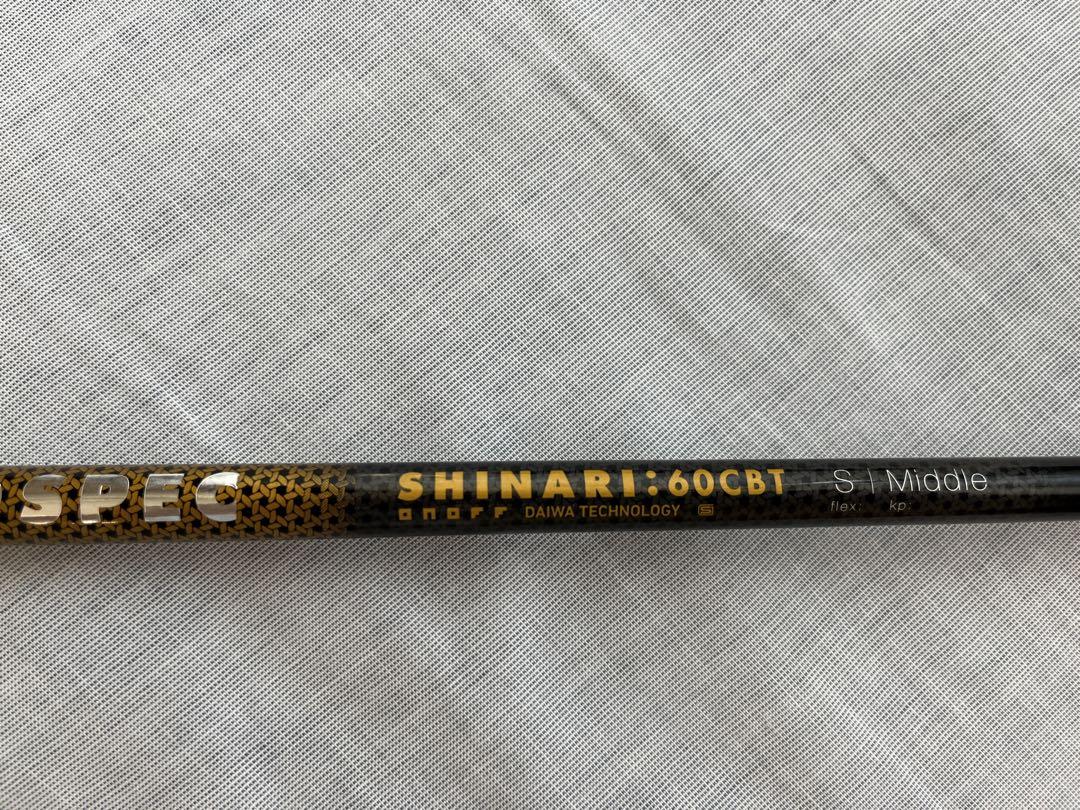 SPEC
SHINARI:60CBT
ONOFF DAIWA TECHNOLOGY S
S | Middle
flex: kp: